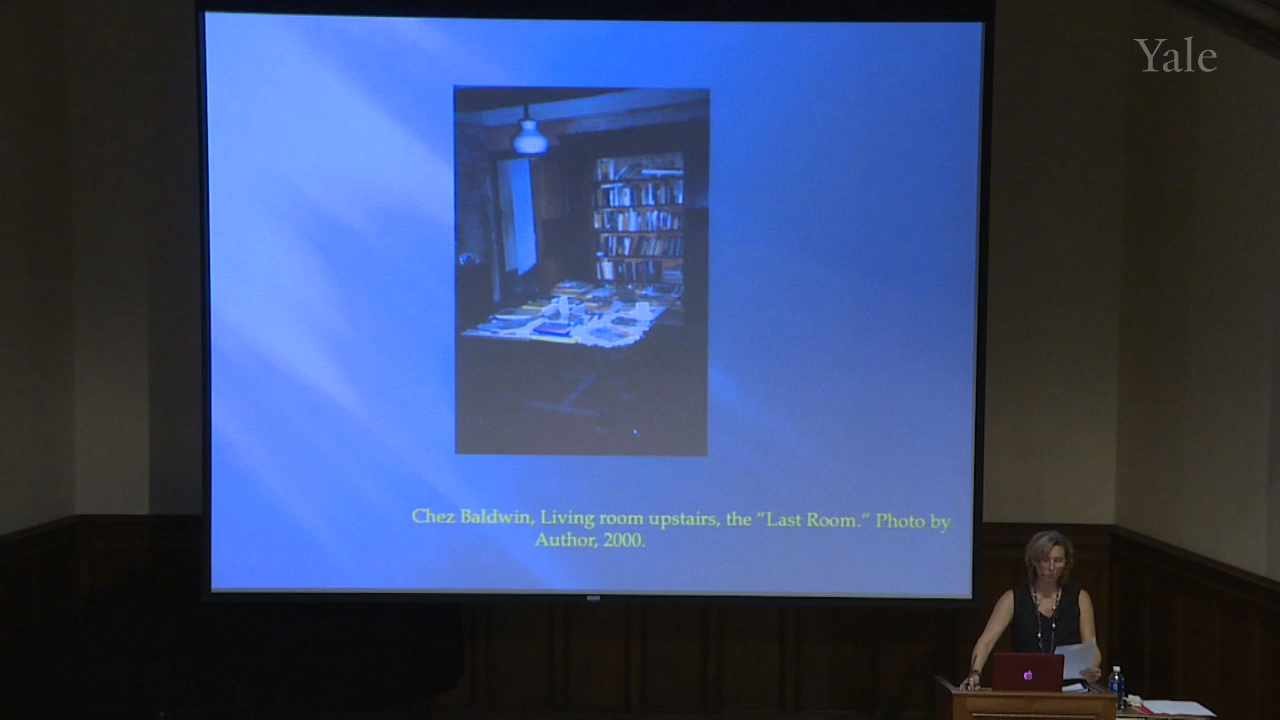 Yale
Chez Baldwin, Living room upstairs, the “Last Room.” Photo by
Author, 2000.